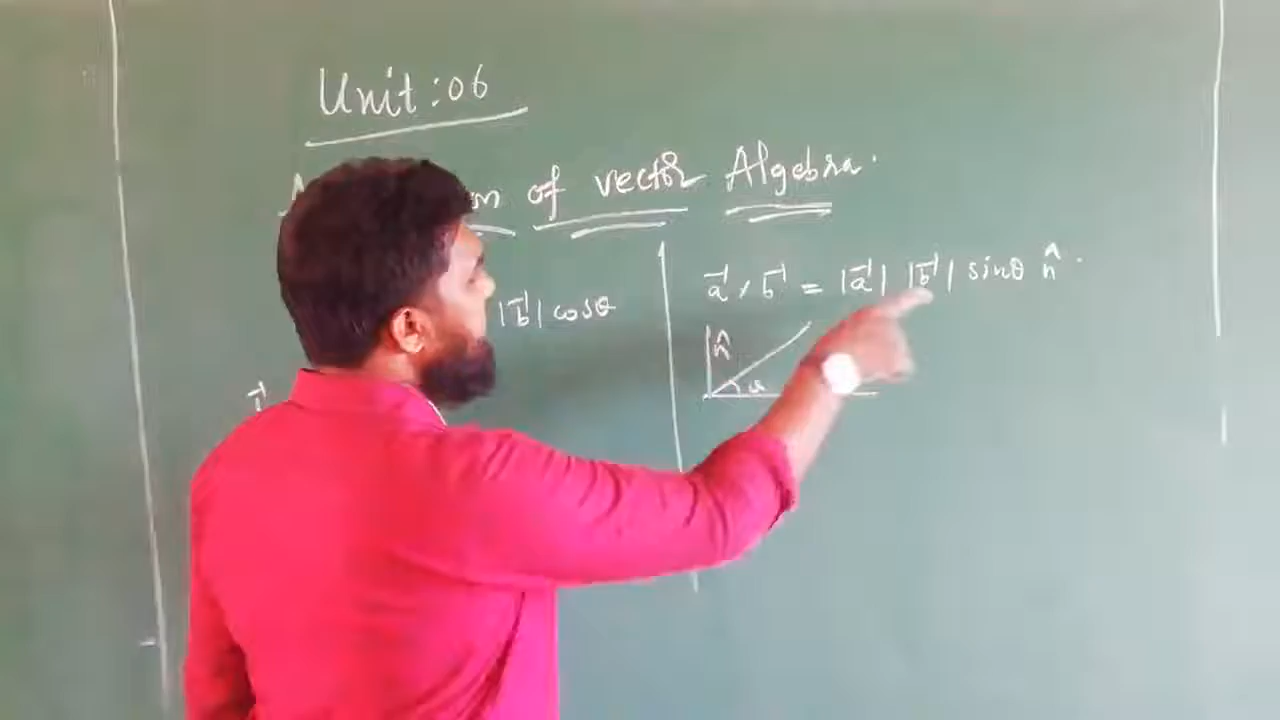 Unit : 06
of vector Algebra.
|b⃗| cosθ
a⃗ × b⃗ = |a⃗| |b⃗| sinθ n̂.
n̂
θ